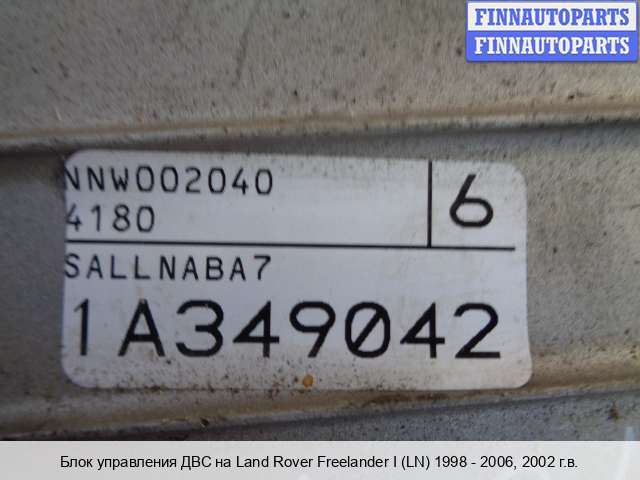 FINNAUTOPARTS
FINNAUTOPARTS
NNW002040
4180
6
SALLNABA7
1A349042
Блок управления ДВС на Land Rover Freelander I (LN) 1998 - 2006, 2002 г.в.